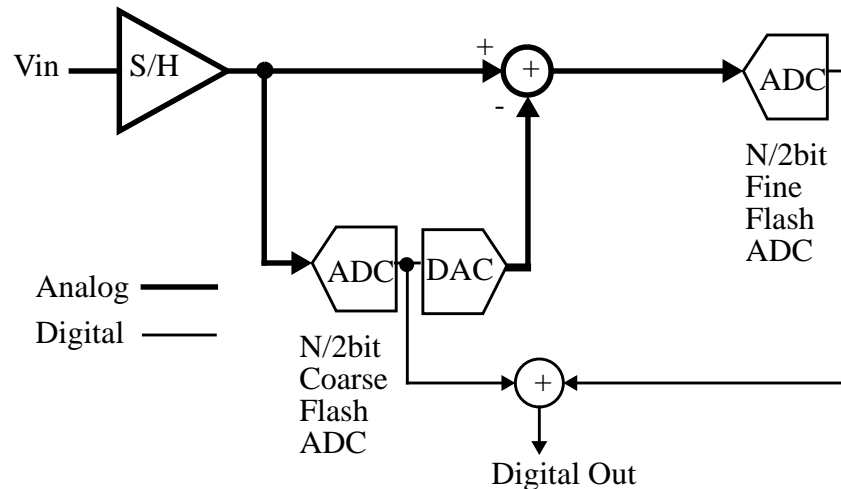 Vin
S/H
+
+
-
ADC
N/2bit
Fine
Flash
ADC
ADC
DAC
Analog
Digital
N/2bit
Coarse
Flash
ADC
+
Digital Out